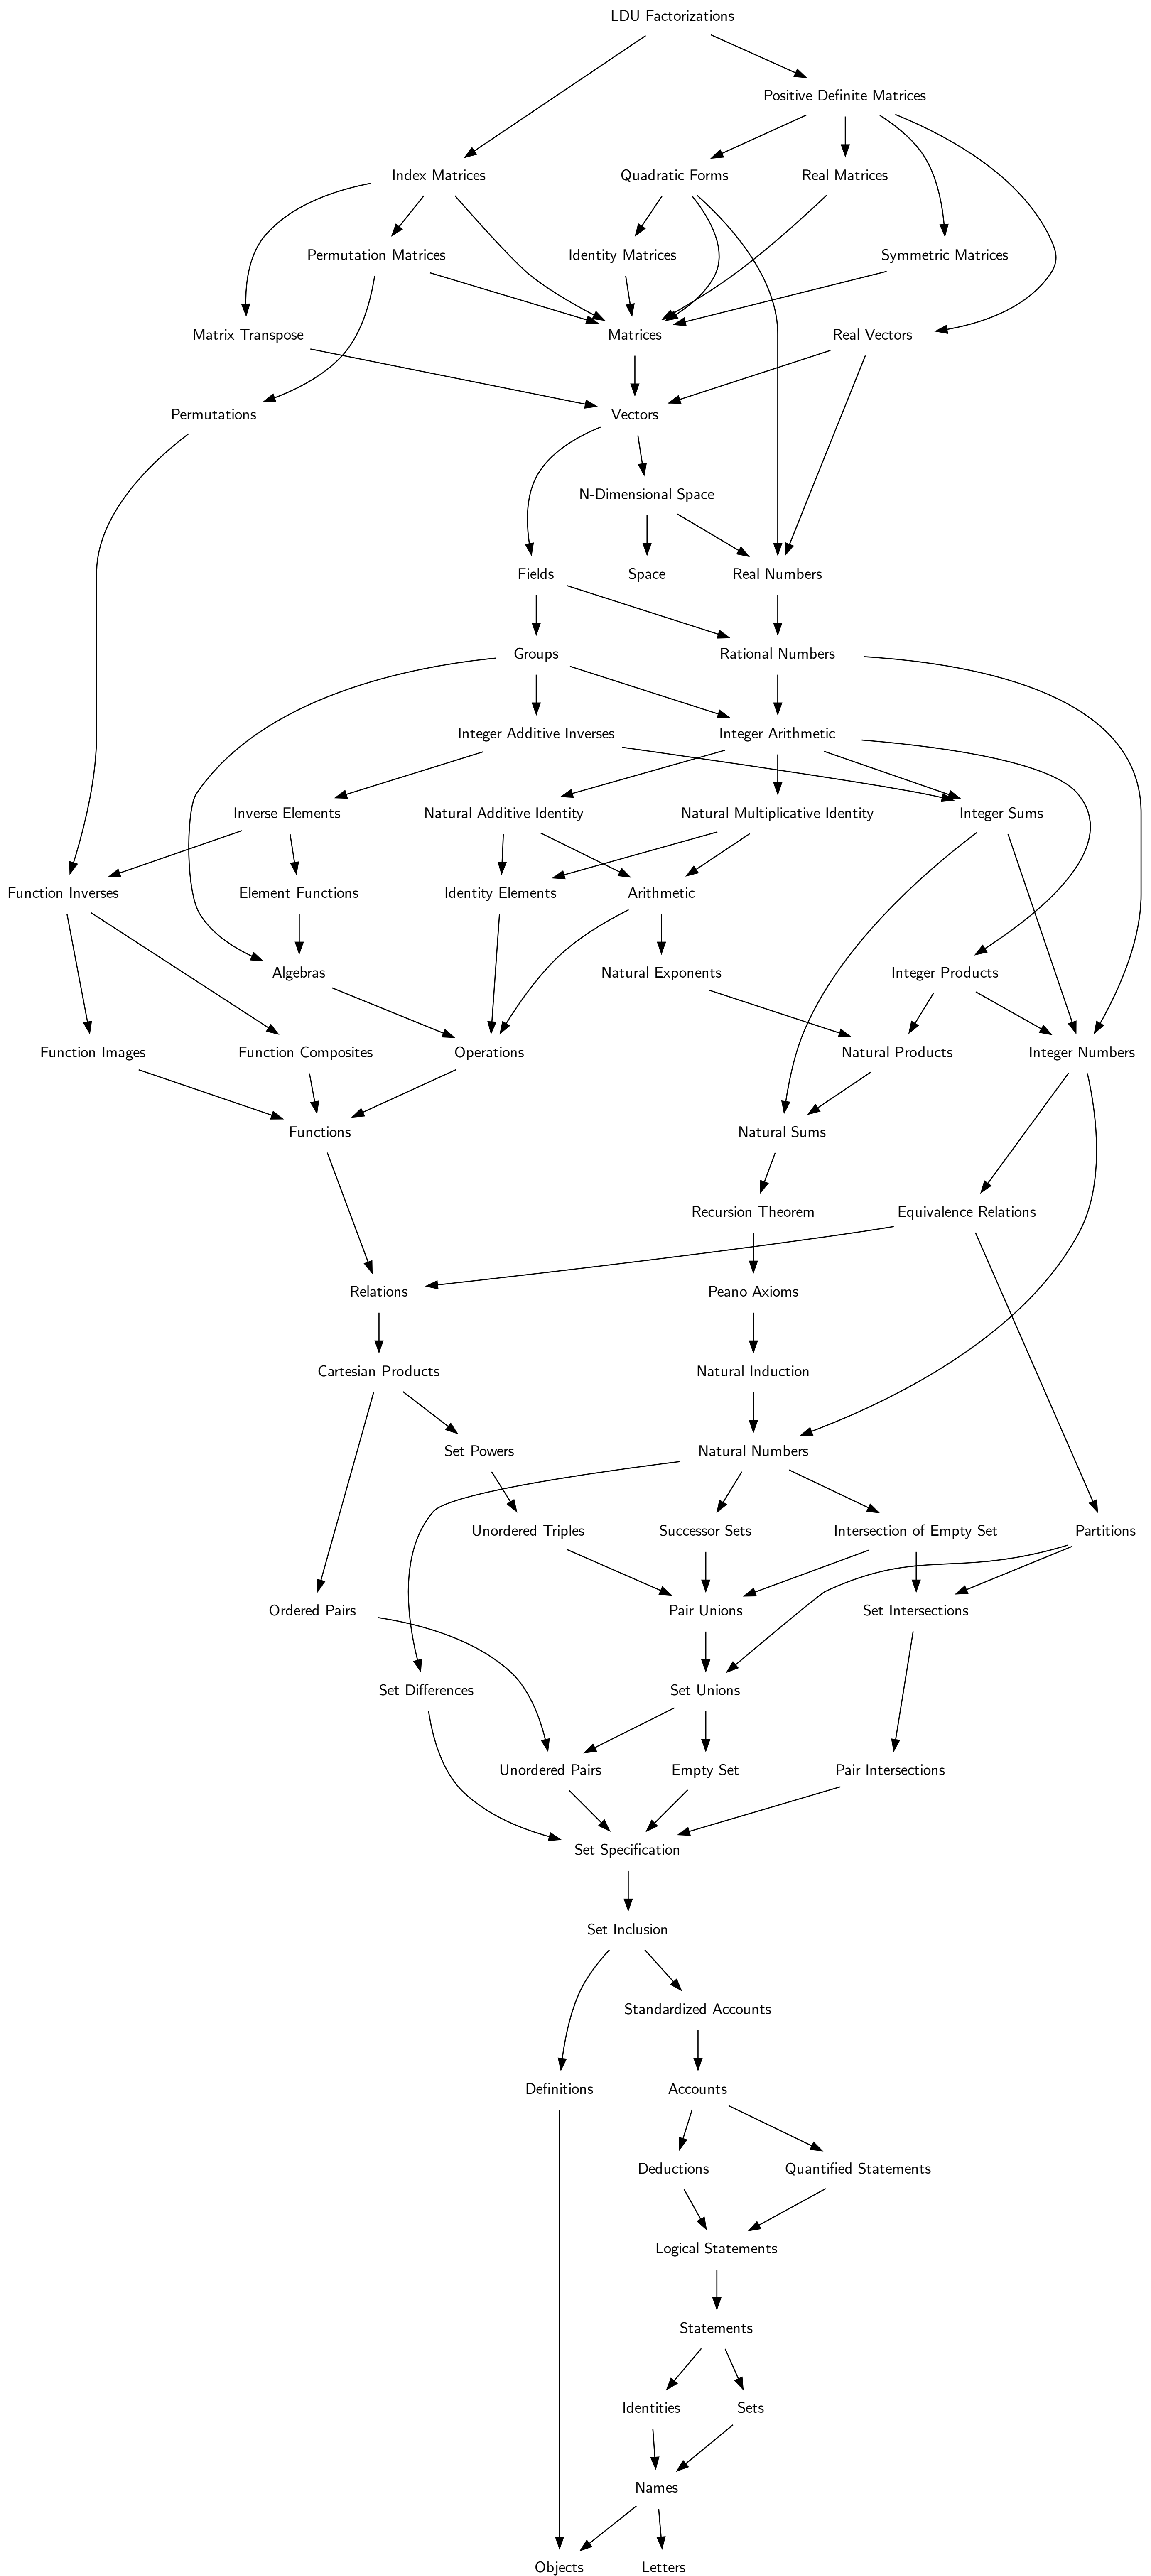 LDU Factorizations
Positive Definite Matrices
Index Matrices
Quadratic Forms
Real Matrices
Permutation Matrices
Identity Matrices
Symmetric Matrices
Matrix Transpose
Matrices
Real Vectors
Permutations
Vectors
N-Dimensional Space
Fields
Space
Real Numbers
Groups
Rational Numbers
Integer Additive Inverses
Integer Arithmetic
Inverse Elements
Natural Additive Identity
Natural Multiplicative Identity
Integer Sums
Function Inverses
Element Functions
Identity Elements
Arithmetic
Algebras
Natural Exponents
Integer Products
Function Images
Function Composites
Operations
Natural Products
Integer Numbers
Functions
Natural Sums
Recursion Theorem
Equivalence Relations
Relations
Peano Axioms
Cartesian Products
Natural Induction
Set Powers
Natural Numbers
Unordered Triples
Successor Sets
Intersection of Empty Set
Partitions
Ordered Pairs
Pair Unions
Set Intersections
Set Differences
Set Unions
Unordered Pairs
Empty Set
Pair Intersections
Set Specification
Set Inclusion
Standardized Accounts
Definitions
Accounts
Deductions
Quantified Statements
Logical Statements
Statements
Identities
Sets
Names
Objects
Letters